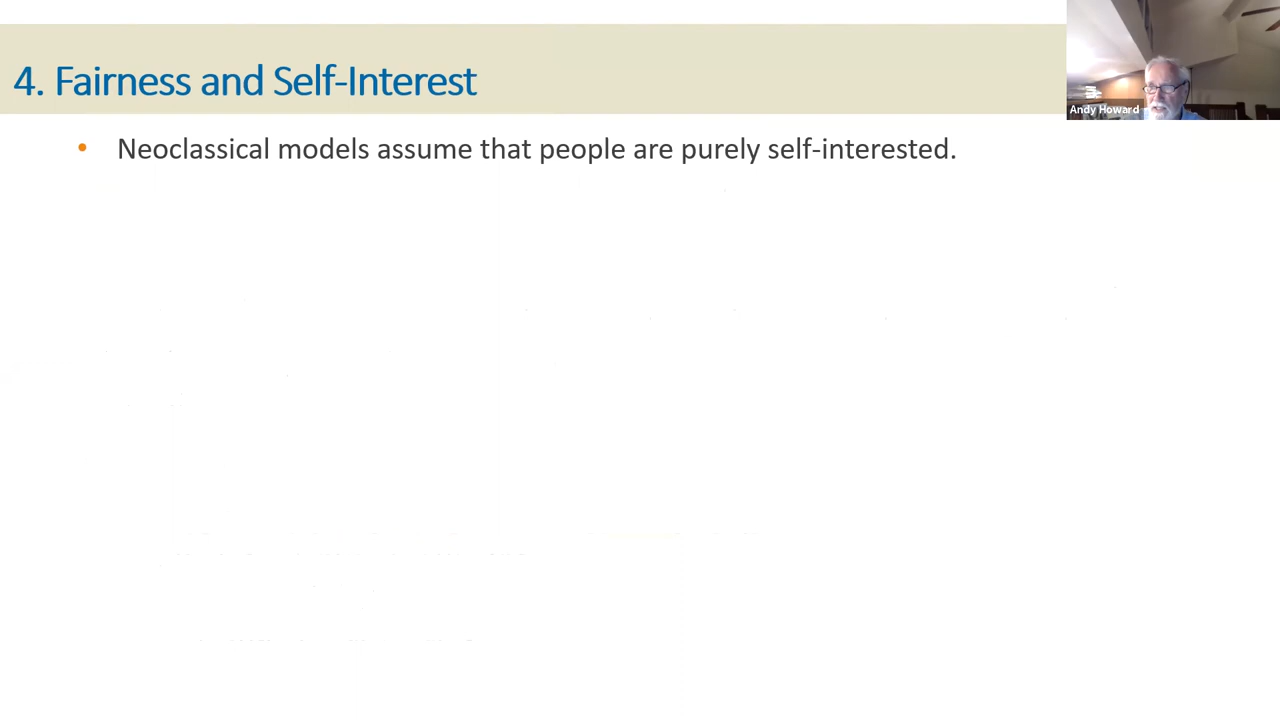 4. Fairness and Self-Interest
Andy Howard
• Neoclassical models assume that people are purely self-interested.